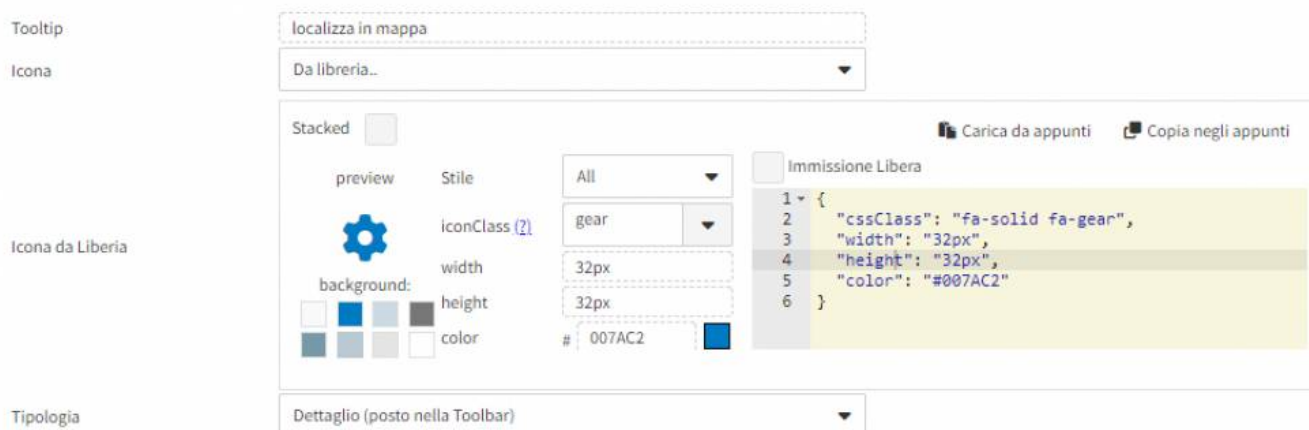 Tooltip
localizza in mappa
Icona
Da libreria..
Icona da Liberia
Stacked
Carica da appunti
Copia negli appunti
preview
Stile
All
iconClass (?)
gear
width
32px
background:
height
32px
color
# 007AC2
Immissione Libera
1 {
2 "cssClass": "fa-solid fa-gear",
3 "width": "32px",
4 "height": "32px",
5 "color": "#007AC2"
6 }
Tipologia
Dettaglio (posto nella Toolbar)